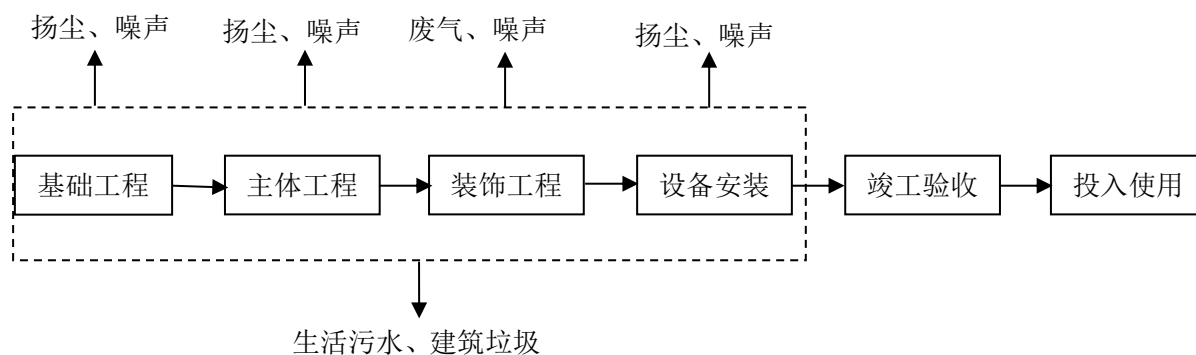 扬尘、噪声
扬尘、噪声
废气、噪声
扬尘、噪声
基础工程
主体工程
装饰工程
设备安装
竣工验收
投入使用
生活污水、建筑垃圾